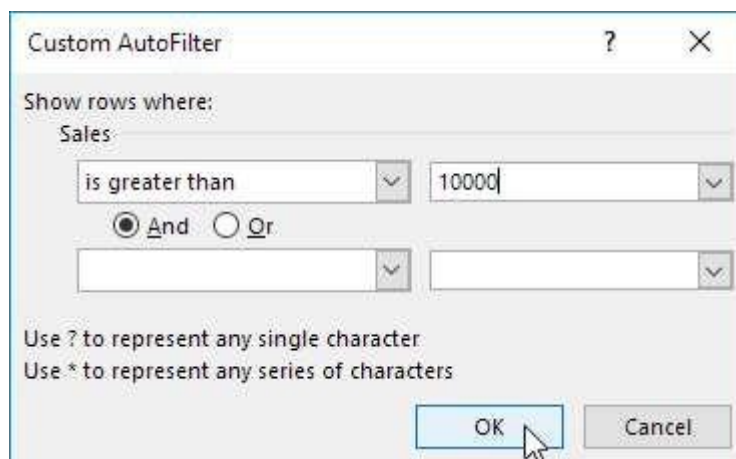 Custom AutoFilter ?
Show rows where:
Sales
is greater than 10000
And Or
Use ? to represent any single character
Use * to represent any series of characters
OK Cancel